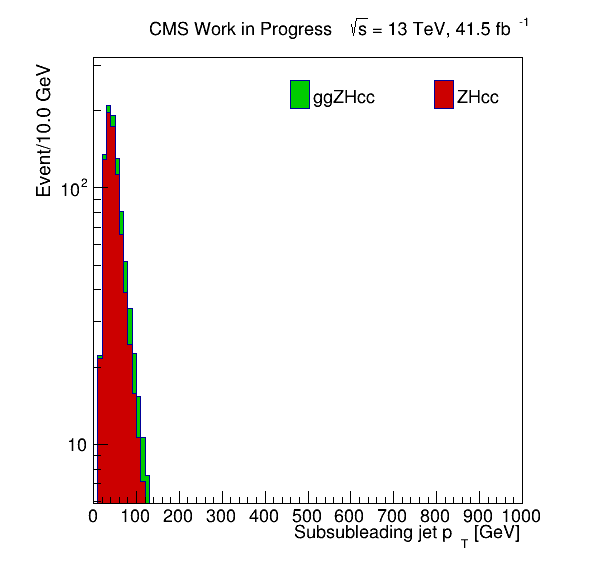 CMS Work in Progress √s = 13 TeV, 41.5 fb⁻¹
Event/10.0 GeV
ggZHcc ZHcc
10²
10
0 100 200 300 400 500 600 700 800 900 1000
Subsubleading jet p_T [GeV]